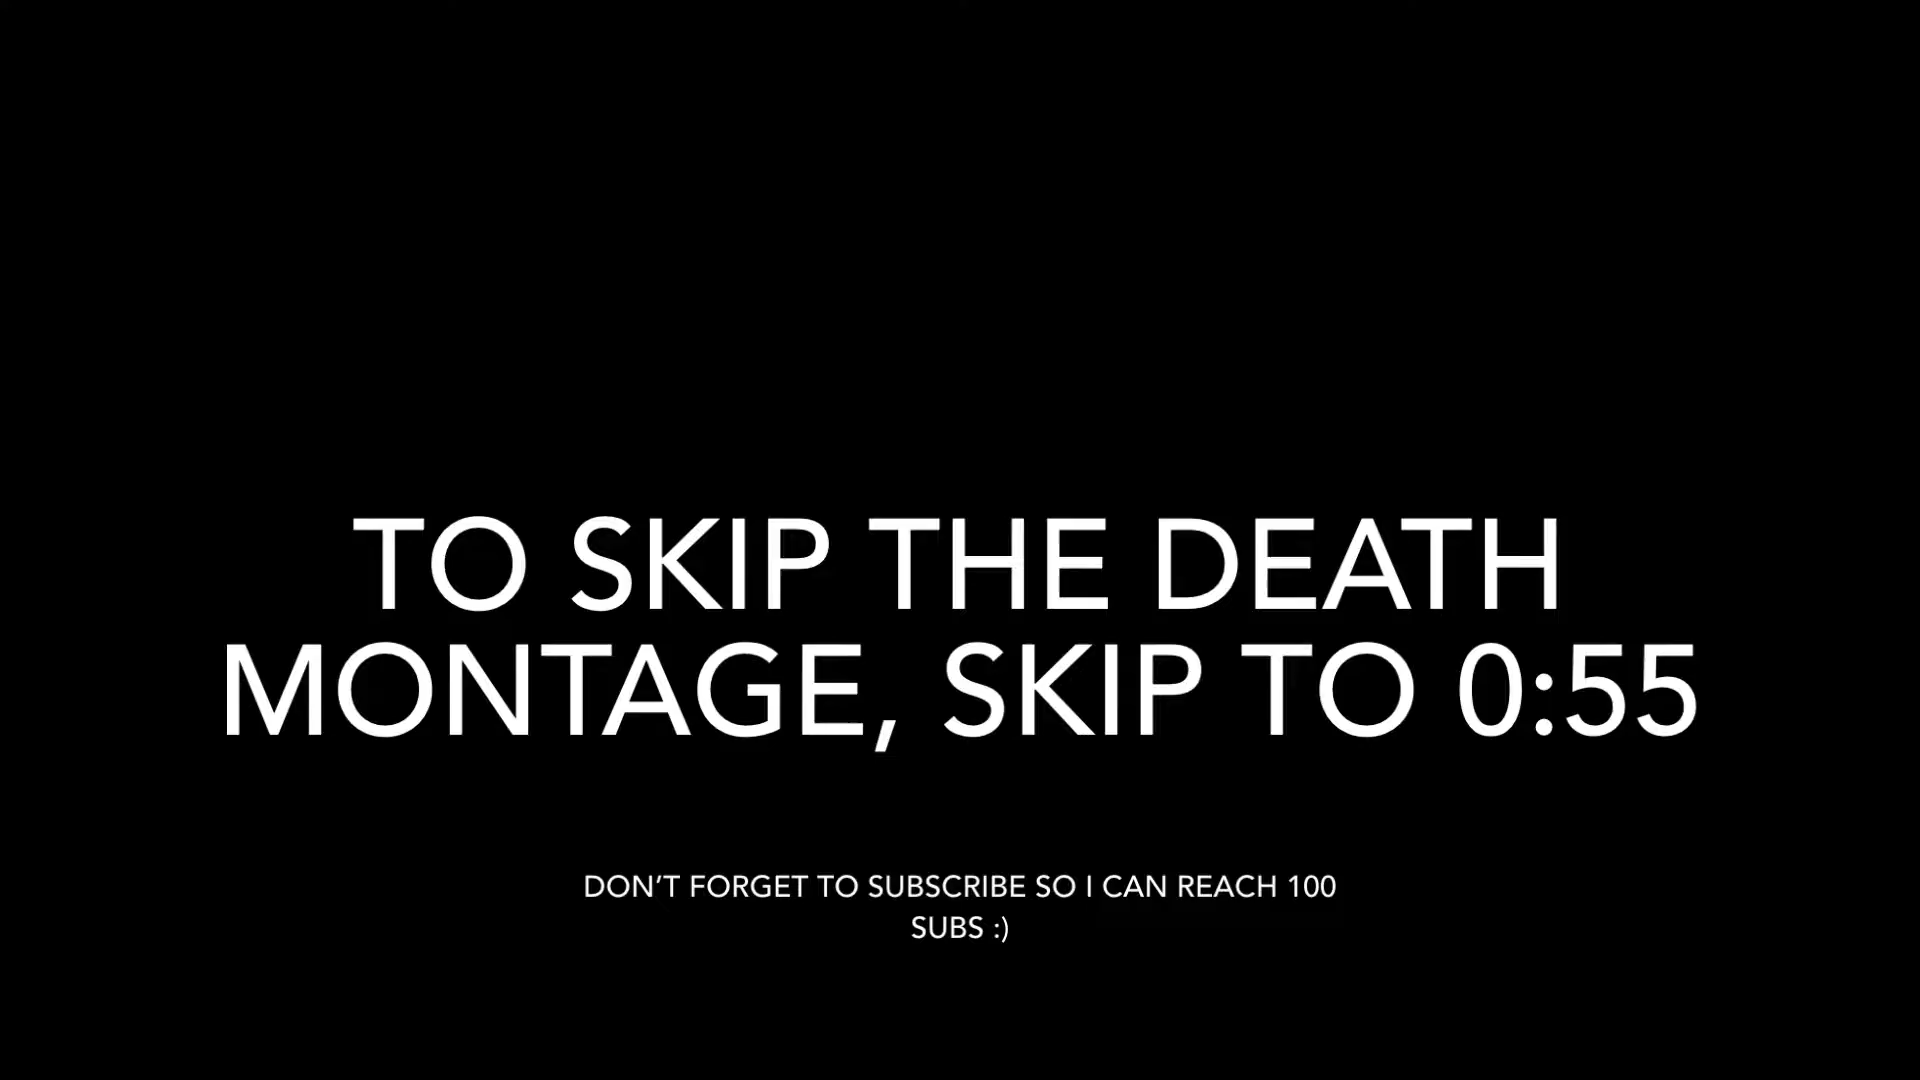 TO SKIP THE DEATH
MONTAGE, SKIP TO 0:55
DON’T FORGET TO SUBSCRIBE SO I CAN REACH 100
SUBS :)